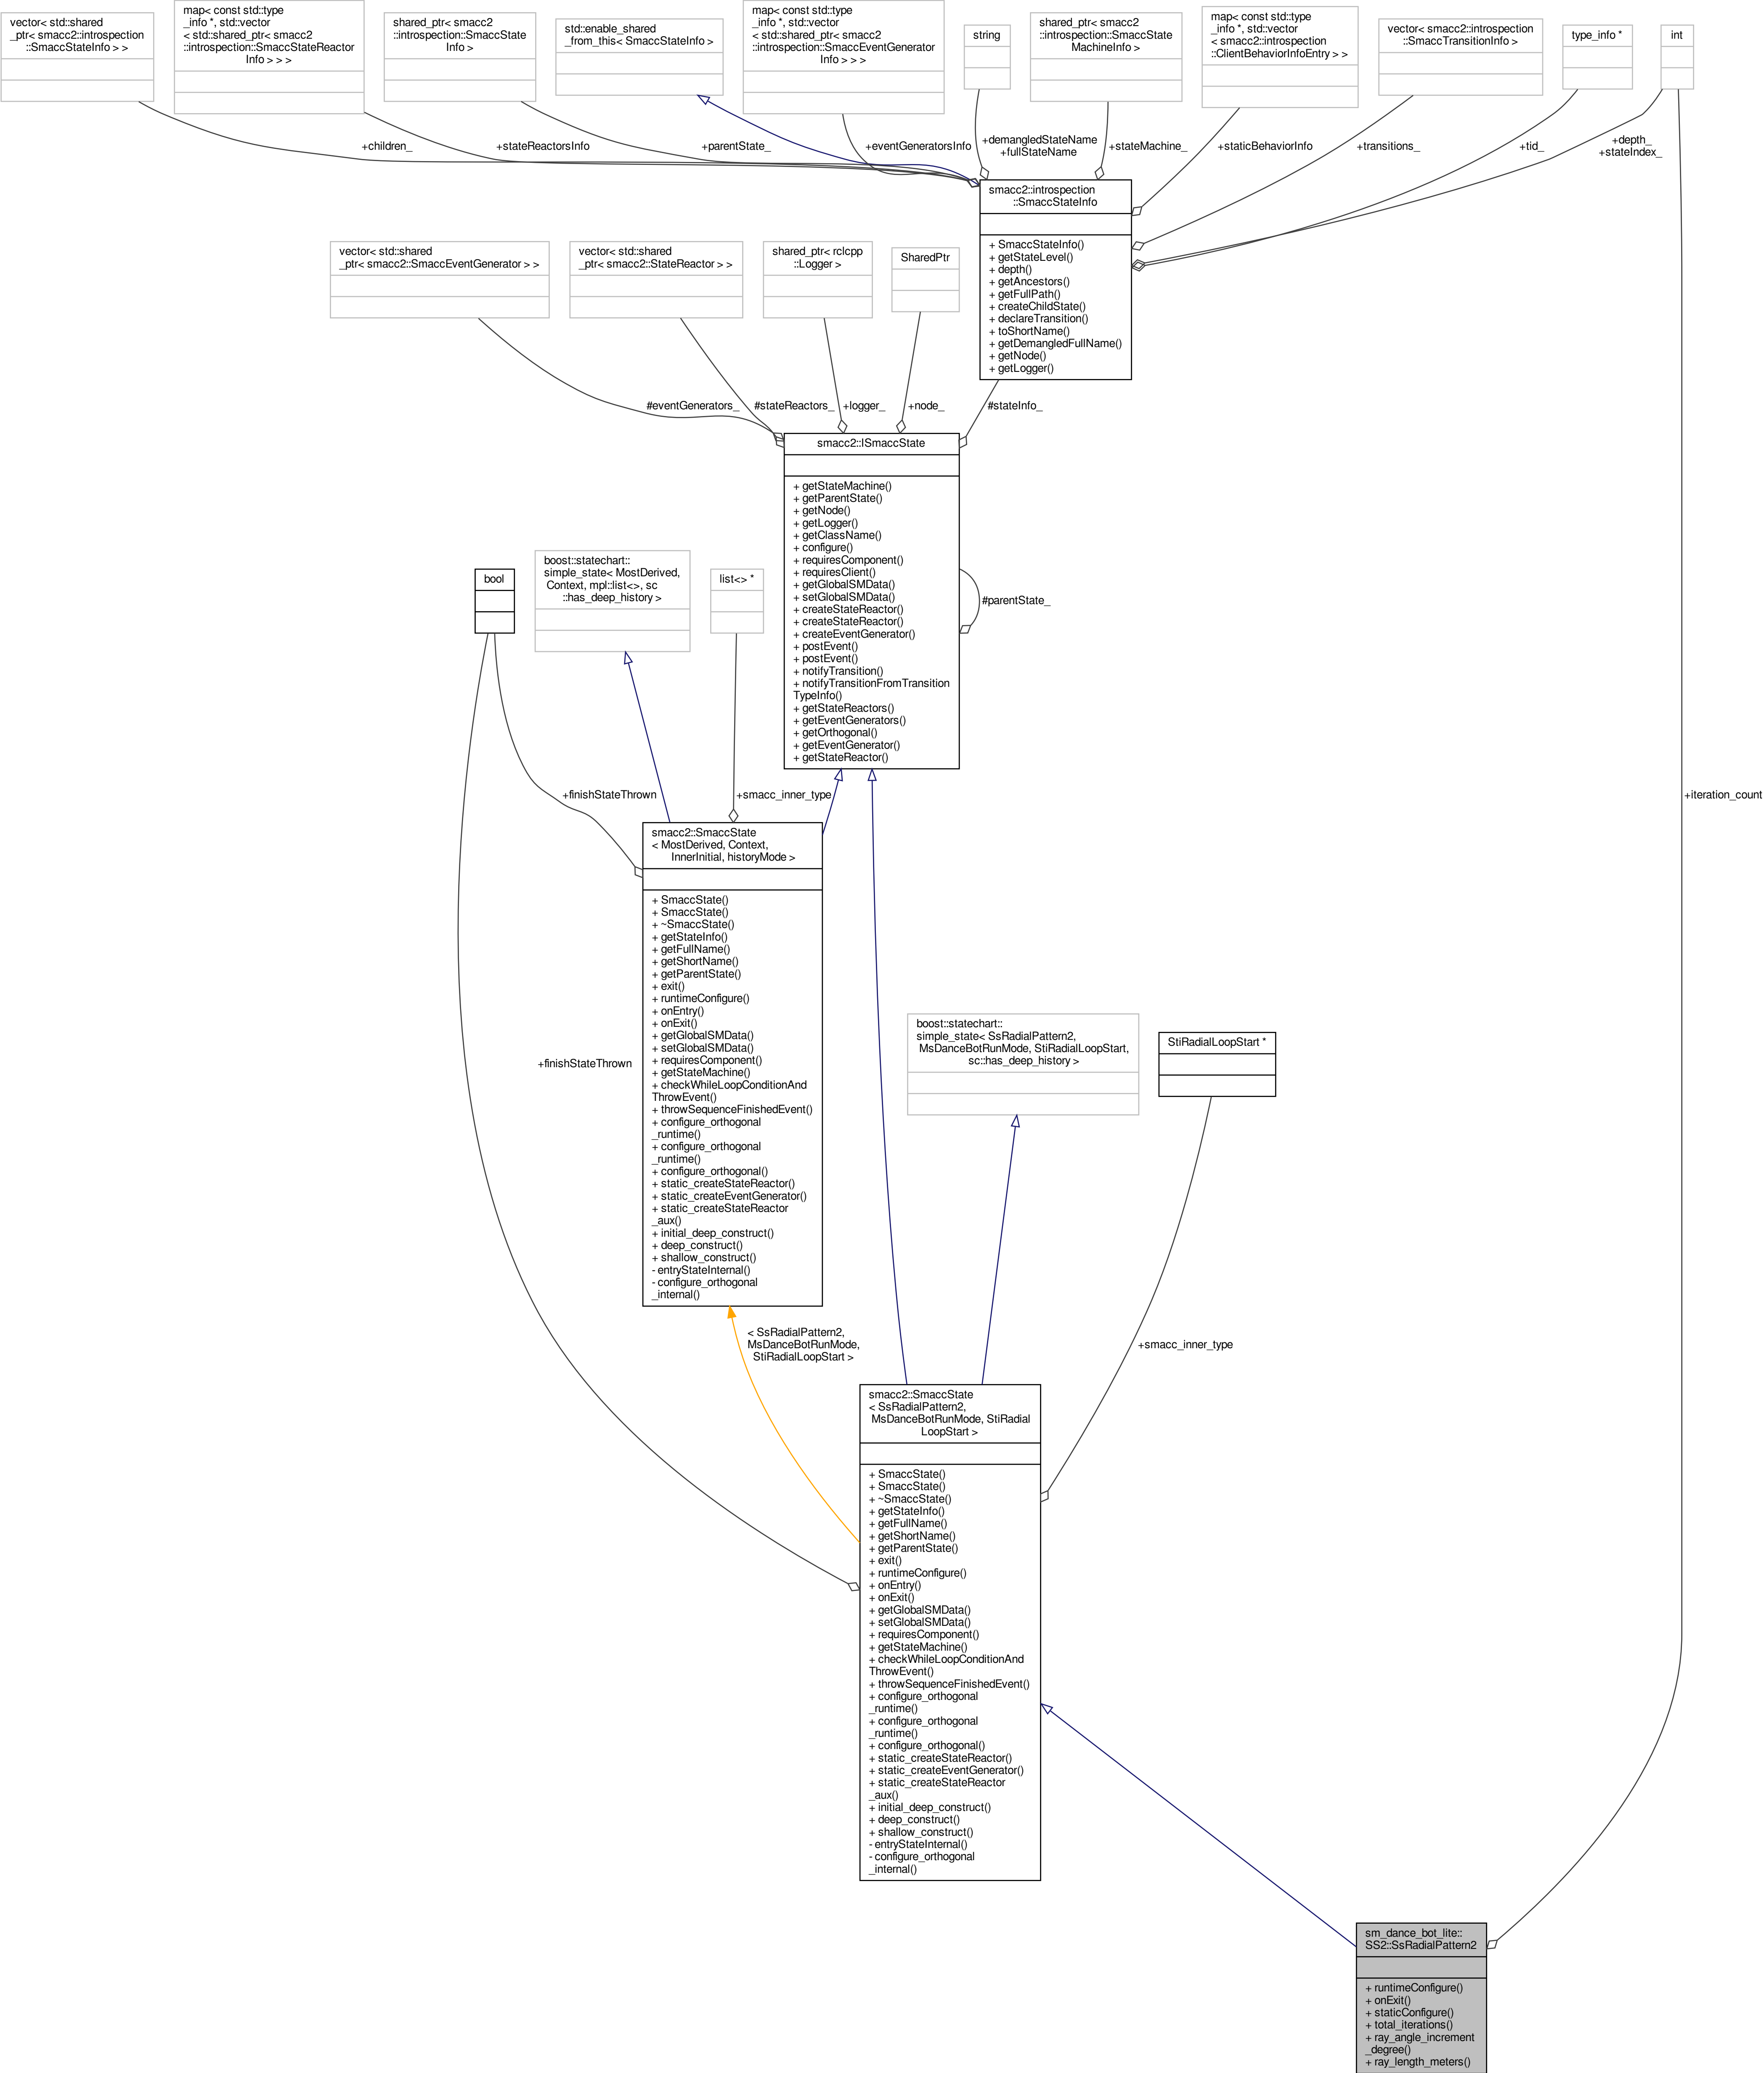 vector< std::shared
_ptr< smacc2::introspection
::SmaccStateInfo > >
map< const std::type
_info *, std::vector
< std::shared_ptr< smacc2
::introspection::SmaccStateReactor
Info > > >
shared_ptr< smacc2
::introspection::SmaccState
Info >
std::enable_shared
_from_this< SmaccStateInfo >
map< const std::type
_info *, std::vector
< std::shared_ptr< smacc2
::introspection::SmaccEventGenerator
Info > > >
string
shared_ptr< smacc2
::introspection::SmaccState
MachineInfo >
map< const std::type
_info *, std::vector
< smacc2::introspection
::ClientBehaviorInfoEntry > >
vector< smacc2::introspection
::SmaccTransitionInfo >
type_info *
int
+children_
+stateReactorsInfo
+parentState_
+eventGeneratorsInfo
+demangledStateName
+fullStateName
+stateMachine_
+staticBehaviorInfo
+transitions_
+tid_
+depth_
+stateIndex_
smacc2::introspection
::SmaccStateInfo
+ SmaccStateInfo()
+ getStateLevel()
+ depth()
+ getAncestors()
+ getFullPath()
+ createChildState()
+ declareTransition()
+ toShortName()
+ getDemangledFullName()
+ getNode()
+ getLogger()
vector< std::shared
_ptr< smacc2::SmaccEventGenerator > >
vector< std::shared
_ptr< smacc2::StateReactor > >
shared_ptr< rclcpp
::Logger >
SharedPtr
#eventGenerators_
#stateReactors_
+logger_
+node_
#stateInfo_
smacc2::ISmaccState
+ getStateMachine()
+ getParentState()
+ getNode()
+ getLogger()
+ getClassName()
+ configure()
+ requiresComponent()
+ requiresClient()
+ getGlobalSMData()
+ setGlobalSMData()
+ createStateReactor()
+ createStateReactor()
+ createEventGenerator()
+ postEvent()
+ postEvent()
+ notifyTransition()
+ notifyTransitionFromTransition
TypeInfo()
+ getStateReactors()
+ getEventGenerators()
+ getOrthogonal()
+ getEventGenerator()
+ getStateReactor()
#parentState_
bool
boost::statechart::
simple_state< MostDerived,
Context, mpl::list<>, sc
::has_deep_history >
list<> *
+finishStateThrown
+smacc_inner_type
+iteration_count
smacc2::SmaccState
< MostDerived, Context,
InnerInitial, historyMode >
+ SmaccState()
+ SmaccState()
+ ~SmaccState()
+ getStateInfo()
+ getFullName()
+ getShortName()
+ getParentState()
+ exit()
+ runtimeConfigure()
+ onEntry()
+ onExit()
+ getGlobalSMData()
+ setGlobalSMData()
+ requiresComponent()
+ getStateMachine()
+ checkWhileLoopConditionAnd
ThrowEvent()
+ throwSequenceFinishedEvent()
+ configure_orthogonal
_runtime()
+ configure_orthogonal
_runtime()
+ configure_orthogonal()
+ static_createStateReactor()
+ static_createEventGenerator()
+ static_createStateReactor
_aux()
+ initial_deep_construct()
+ deep_construct()
+ shallow_construct()
- entryStateInternal()
- configure_orthogonal
_internal()
+finishStateThrown
boost::statechart::
simple_state< SsRadialPattern2,
MsDanceBotRunMode, StiRadialLoopStart,
sc::has_deep_history >
StiRadialLoopStart *
< SsRadialPattern2,
MsDanceBotRunMode,
StiRadialLoopStart >
+smacc_inner_type
smacc2::SmaccState
< SsRadialPattern2,
MsDanceBotRunMode, StiRadial
LoopStart >
+ SmaccState()
+ SmaccState()
+ ~SmaccState()
+ getStateInfo()
+ getFullName()
+ getShortName()
+ getParentState()
+ exit()
+ runtimeConfigure()
+ onEntry()
+ onExit()
+ getGlobalSMData()
+ setGlobalSMData()
+ requiresComponent()
+ getStateMachine()
+ checkWhileLoopConditionAnd
ThrowEvent()
+ throwSequenceFinishedEvent()
+ configure_orthogonal
_runtime()
+ configure_orthogonal
_runtime()
+ configure_orthogonal()
+ static_createStateReactor()
+ static_createEventGenerator()
+ static_createStateReactor
_aux()
+ initial_deep_construct()
+ deep_construct()
+ shallow_construct()
- entryStateInternal()
- configure_orthogonal
_internal()
sm_dance_bot_lite::
SS2::SsRadialPattern2
+ runtimeConfigure()
+ onExit()
+ staticConfigure()
+ total_iterations()
+ ray_angle_increment
_degree()
+ ray_length_meters()